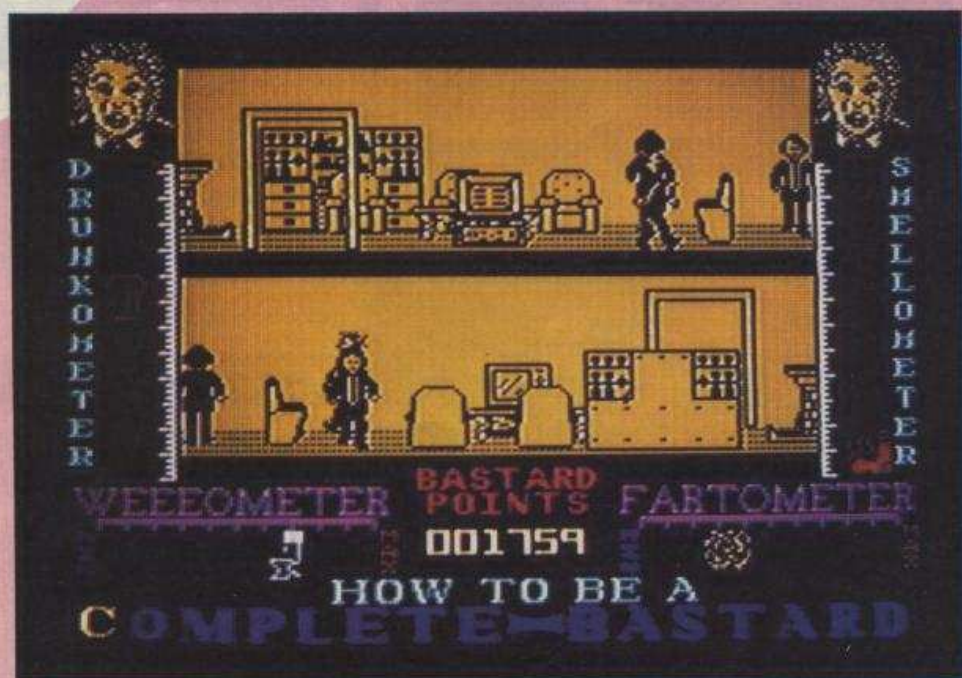 DRUNKOMETER
SMELLOMETER
WEEEOMETER
BASTARD
POINTS
FARTOMETER
001759
HOW TO BE A
COMPLETE BASTARD